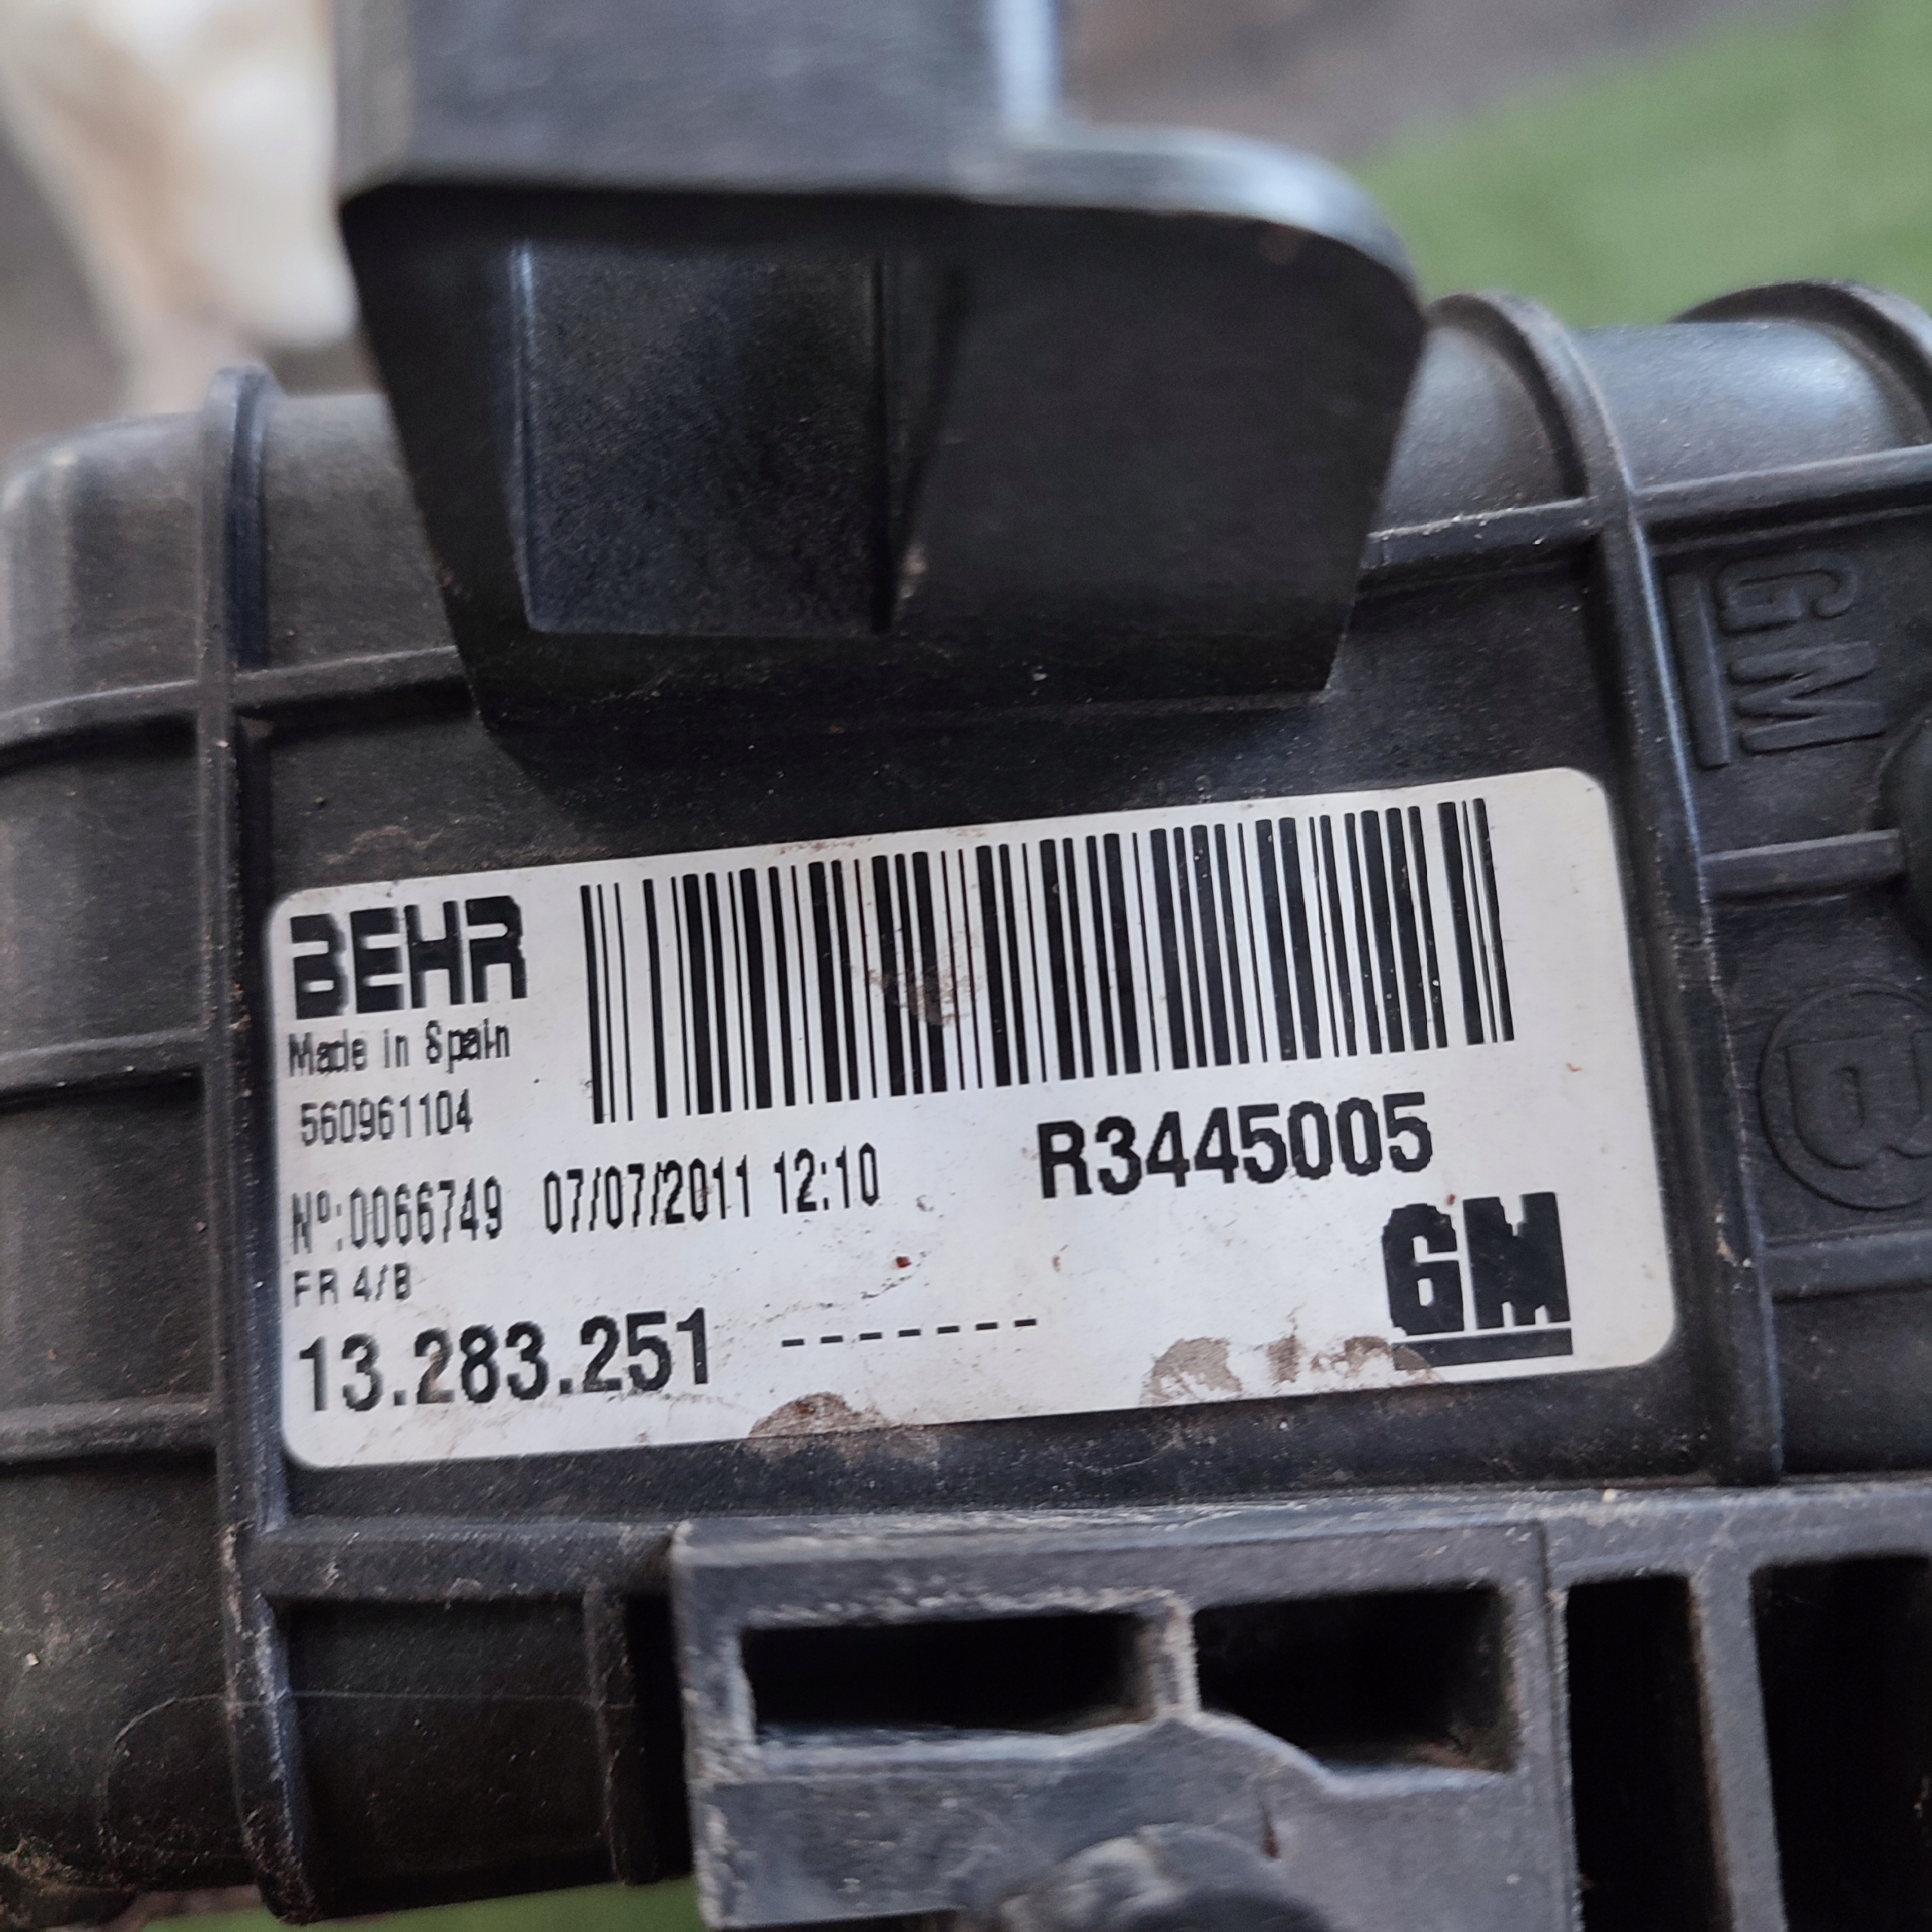 BEHR
Made in Spain
560961104
Nº:0066749 07/07/2011 12:10 R3445005
FR 4/B
13.283.251 -------
GM
GM
B